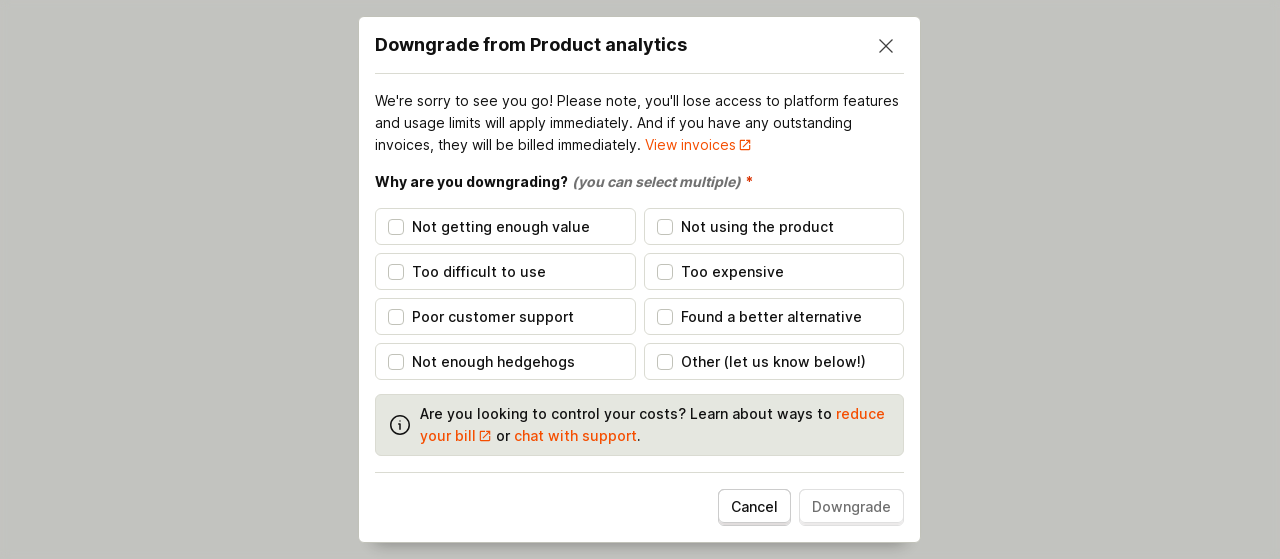 Downgrade from Product analytics
We're sorry to see you go! Please note, you'll lose access to platform features
and usage limits will apply immediately. And if you have any outstanding
invoices, they will be billed immediately. View invoices
Why are you downgrading? (you can select multiple) *
Not getting enough value
Not using the product
Too difficult to use
Too expensive
Poor customer support
Found a better alternative
Not enough hedgehogs
Other (let us know below!)
Are you looking to control your costs? Learn about ways to reduce
your bill or chat with support.
Cancel
Downgrade